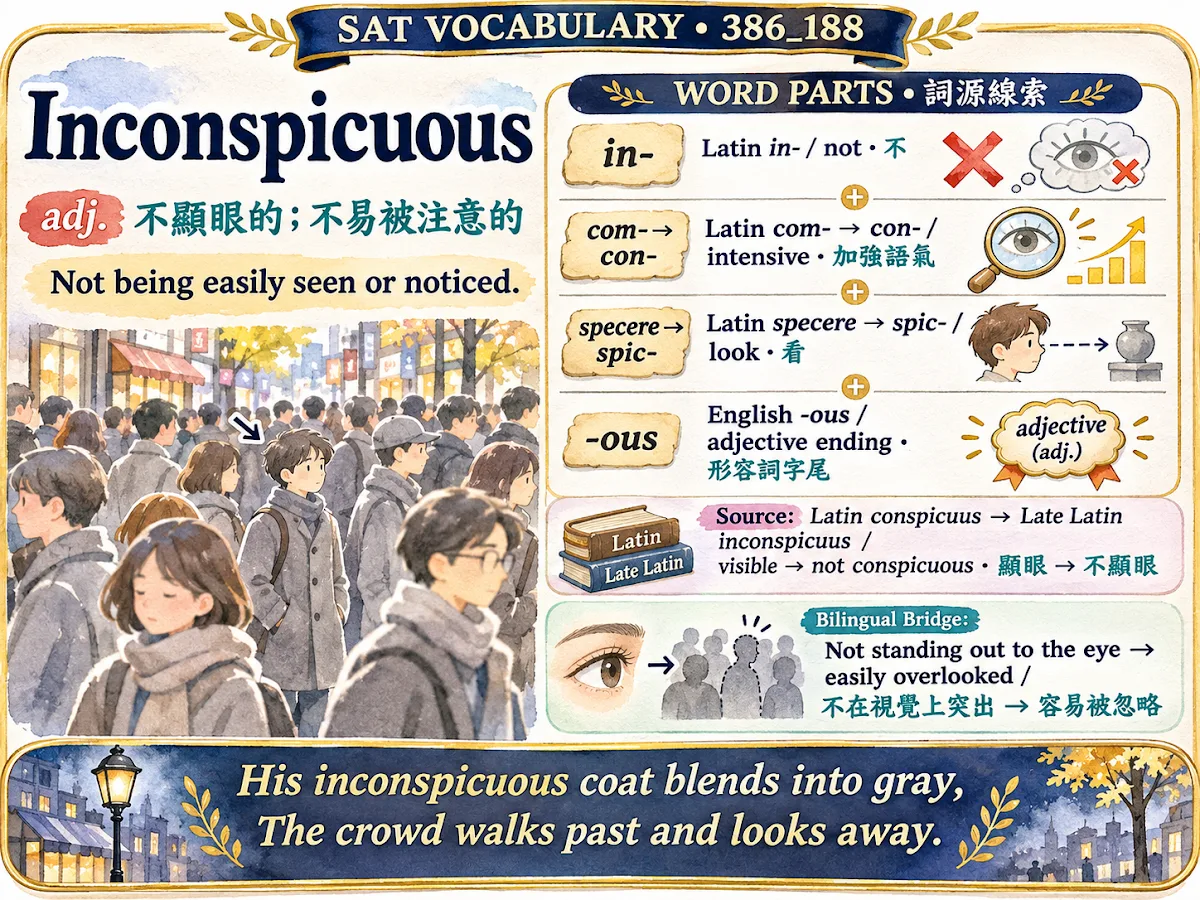 SAT VOCABULARY • 386_188
Inconspicuous
adj. 不顯眼的；不易被注意的
Not being easily seen or noticed.
WORD PARTS • 詞源線索
in-
Latin in- / not · 不
+
com- →
con-
Latin com- → con- /
intensive · 加強語氣
+
specere →
spic-
Latin specere → spic- /
look · 看
+
-ous
English -ous /
adjective ending ·
形容詞字尾
adjective
(adj.)
Latin
Late Latin
Source: Latin conspicuus → Late Latin
inconspicuus /
visible → not conspicuous · 顯眼 → 不顯眼
Bilingual Bridge:
Not standing out to the eye →
easily overlooked /
不在視覺上突出 → 容易被忽略
His inconspicuous coat blends into gray,
The crowd walks past and looks away.